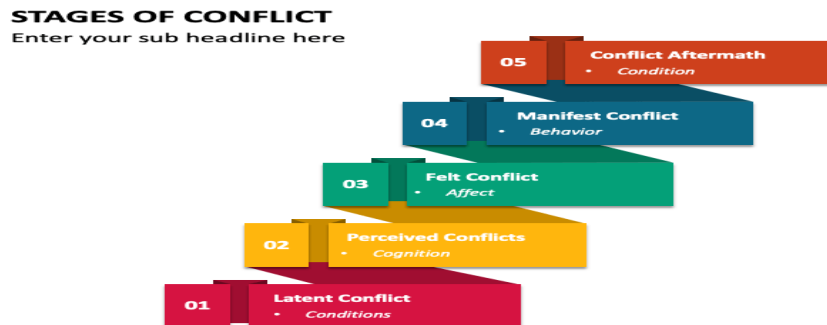 STAGES OF CONFLICT
Enter your sub headline here
05
Conflict Aftermath
• Condition
04
Manifest Conflict
• Behavior
03
Felt Conflict
• Affect
02
Perceived Conflicts
• Cognition
01
Latent Conflict
• Conditions